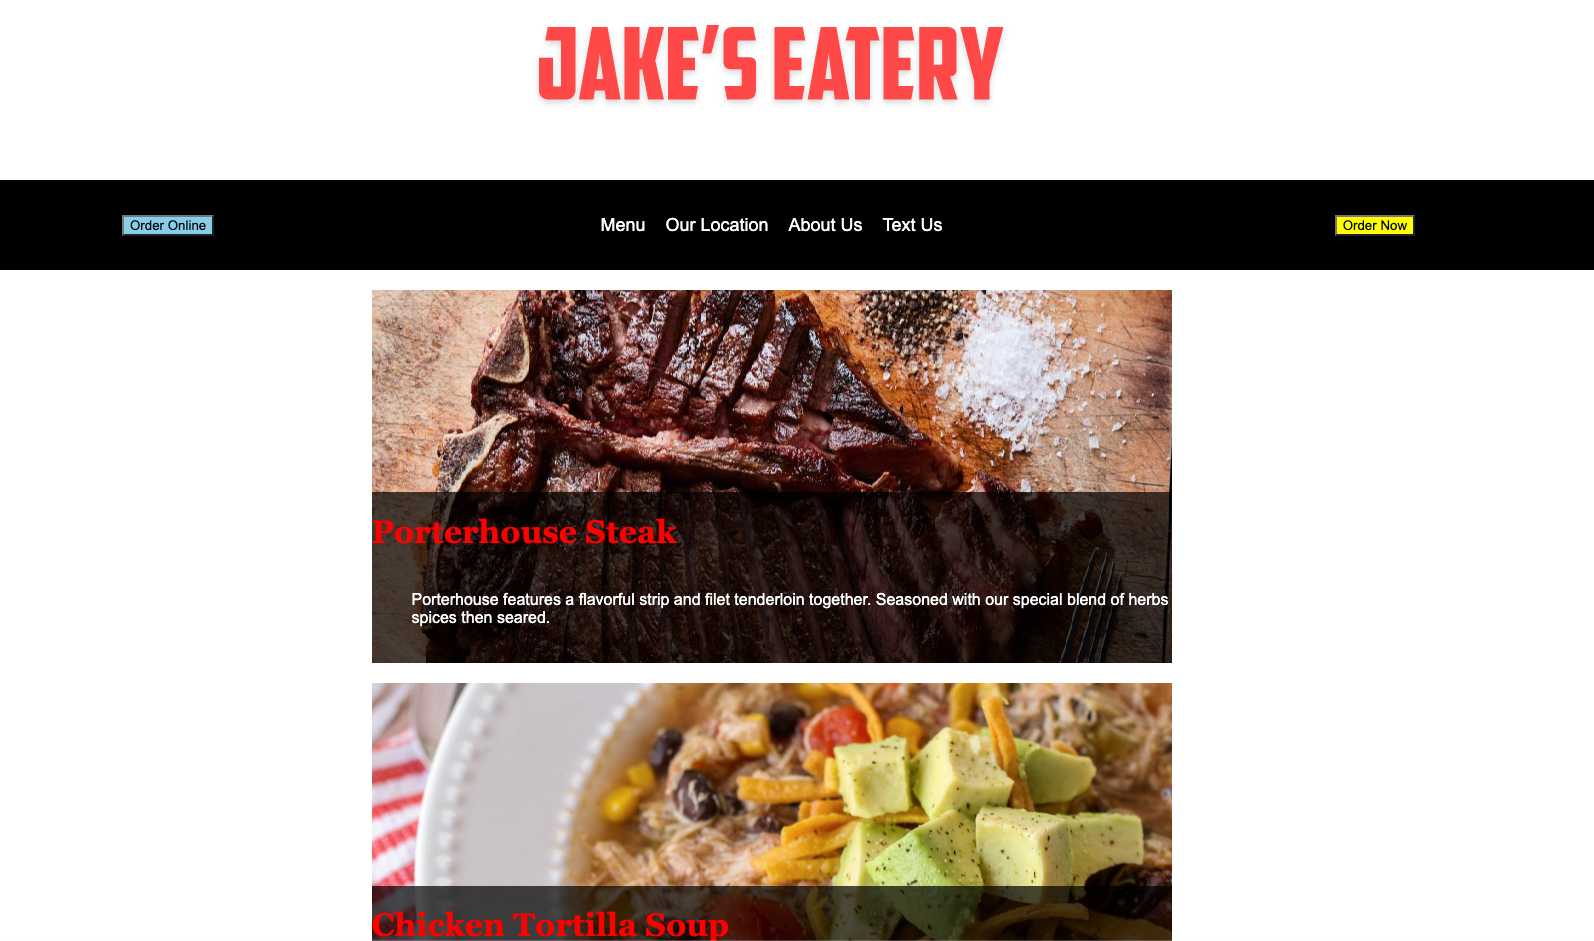 JAKE'S EATERY
Order Online
Menu Our Location About Us Text Us
Order Now
Porterhouse Steak
Porterhouse features a flavorful strip and filet tenderloin together. Seasoned with our special blend of herbs
spices then seared.
Chicken Tortilla Soup